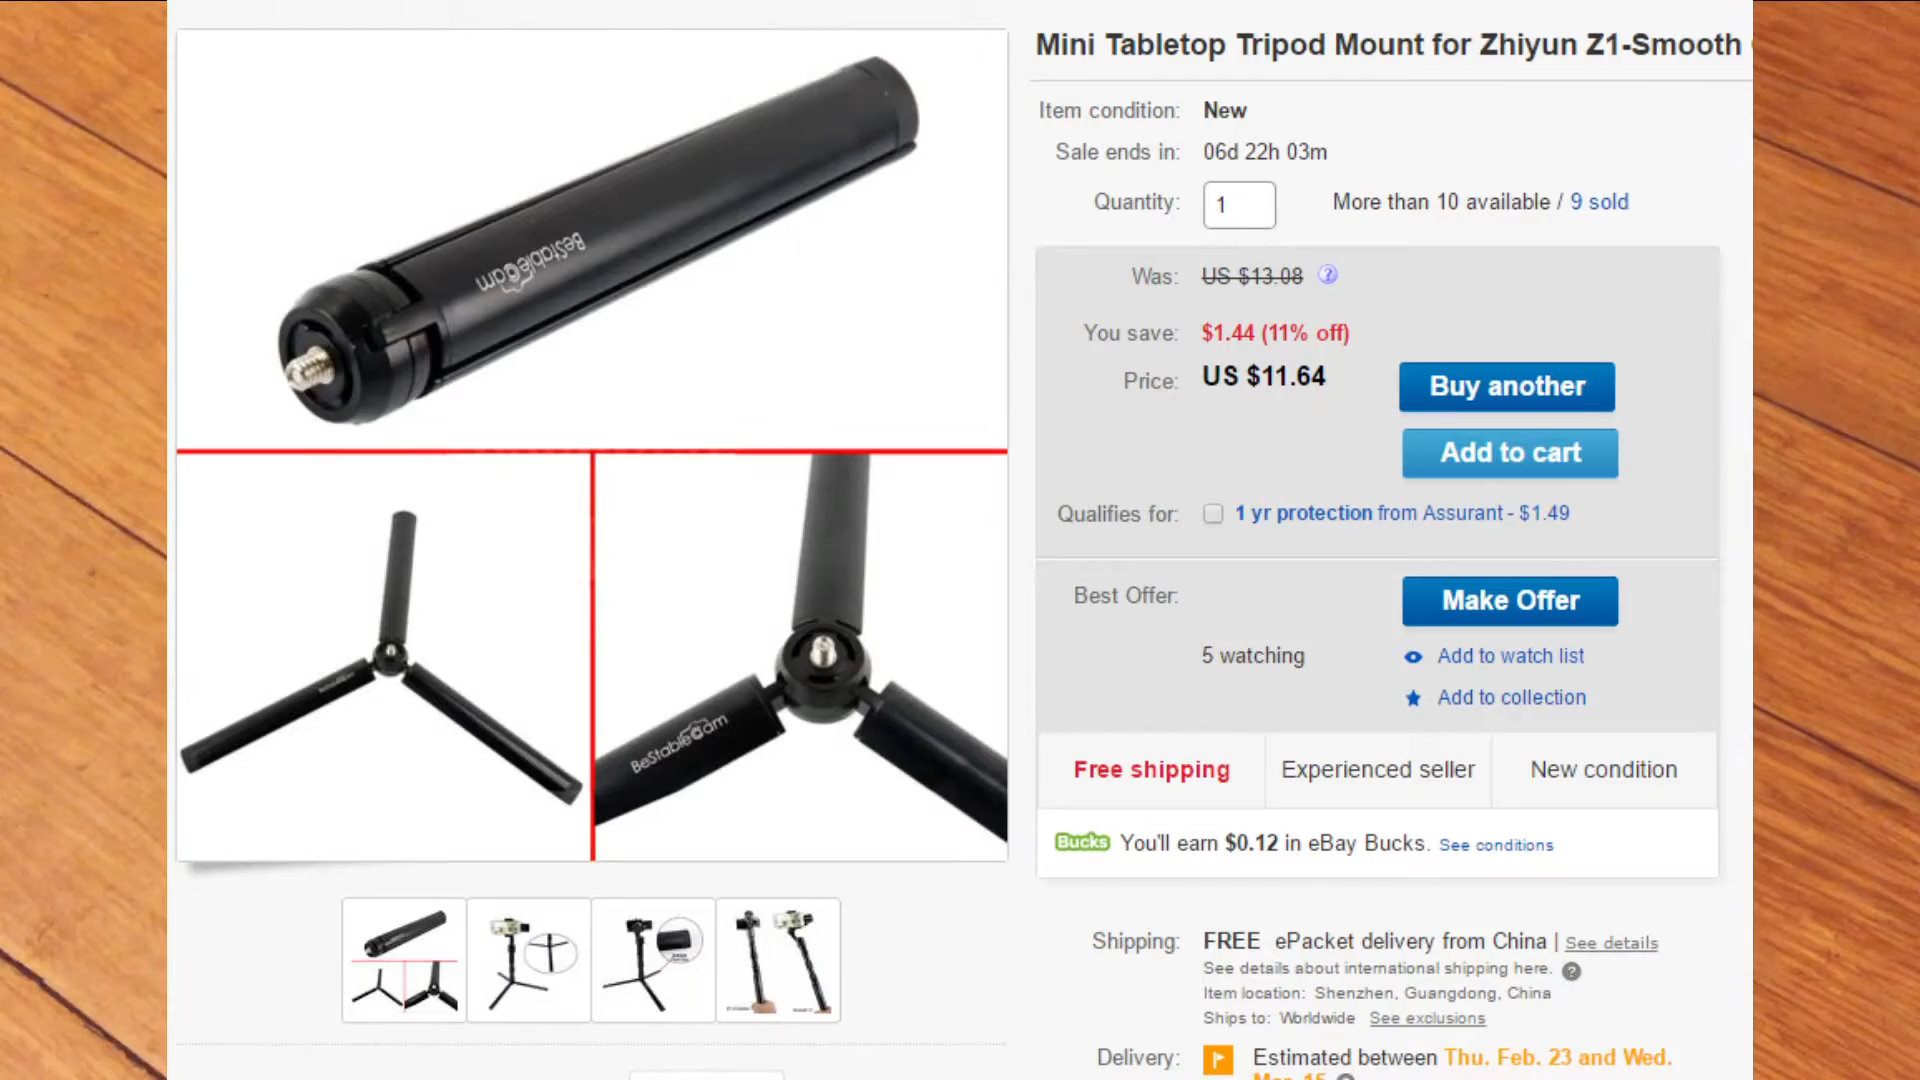 Mini Tabletop Tripod Mount for Zhiyun Z1-Smooth
Item condition: New
Sale ends in: 06d 22h 03m
Quantity: 1 More than 10 available / 9 sold
Was: US $13.08
You save: $1.44 (11% off)
Price: US $11.64
Buy another
Add to cart
Qualifies for: 1 yr protection from Assurant - $1.49
Best Offer: Make Offer
5 watching Add to watch list
Add to collection
Free shipping Experienced seller New condition
Bucks You'll earn $0.12 in eBay Bucks. See conditions
Shipping: FREE ePacket delivery from China | See details
See details about international shipping here.
Item location: Shenzhen, Guangdong, China
Ships to: Worldwide See exclusions
Delivery: Estimated between Thu. Feb. 23 and Wed.
Mar. 15
BeStableCam
BeStableCam